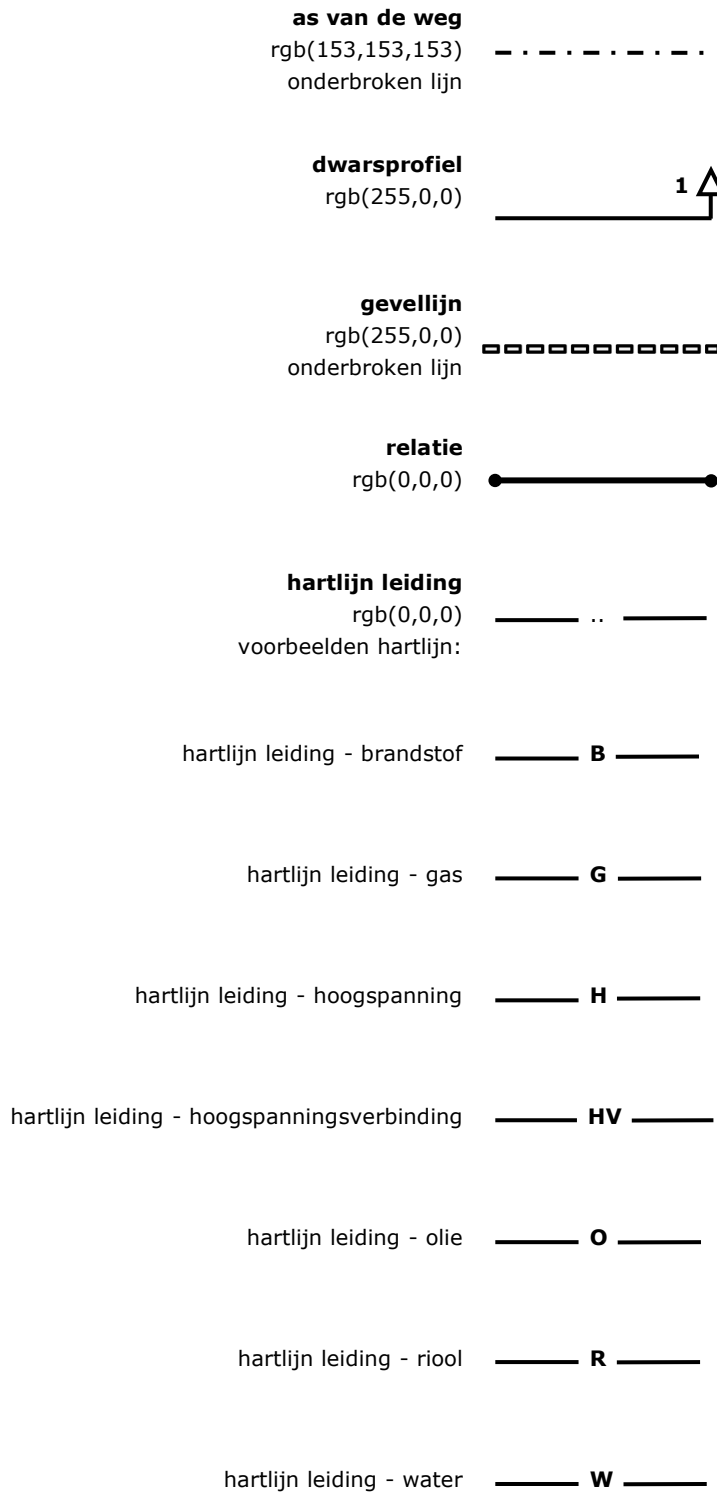 as van de weg
rgb(153,153,153)
onderbroken lijn
dwarsprofiel
rgb(255,0,0)
1
gevellijn
rgb(255,0,0)
onderbroken lijn
relatie
rgb(0,0,0)
hartlijn leiding
rgb(0,0,0) ..
voorbeelden hartlijn:
hartlijn leiding - brandstof B
hartlijn leiding - gas G
hartlijn leiding - hoogspanning H
hartlijn leiding - hoogspanningsverbinding HV
hartlijn leiding - olie O
hartlijn leiding - riool R
hartlijn leiding - water W